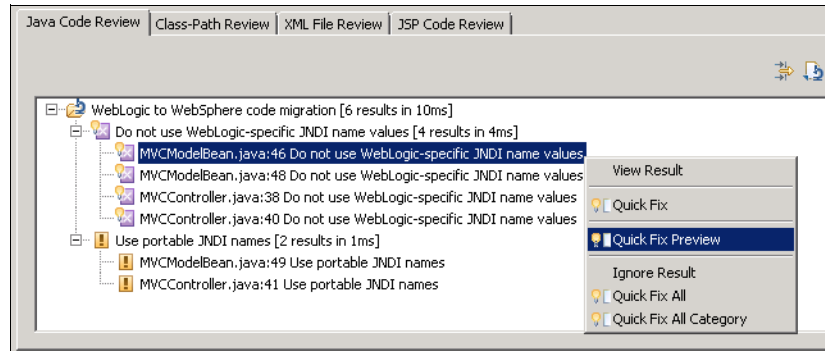 Java Code Review Class-Path Review XML File Review JSP Code Review
WebLogic to WebSphere code migration [6 results in 10ms]
Do not use WebLogic-specific JNDI name values [4 results in 4ms]
MVCModelBean.java:46 Do not use WebLogic-specific JNDI name values
MVCModelBean.java:48 Do not use WebLogic-specific JNDI name values
MVCController.java:38 Do not use WebLogic-specific JNDI name values
MVCController.java:40 Do not use WebLogic-specific JNDI name values
Use portable JNDI names [2 results in 1ms]
MVCModelBean.java:49 Use portable JNDI names
MVCController.java:41 Use portable JNDI names
View Result
Quick Fix
Quick Fix Preview
Ignore Result
Quick Fix All
Quick Fix All Category